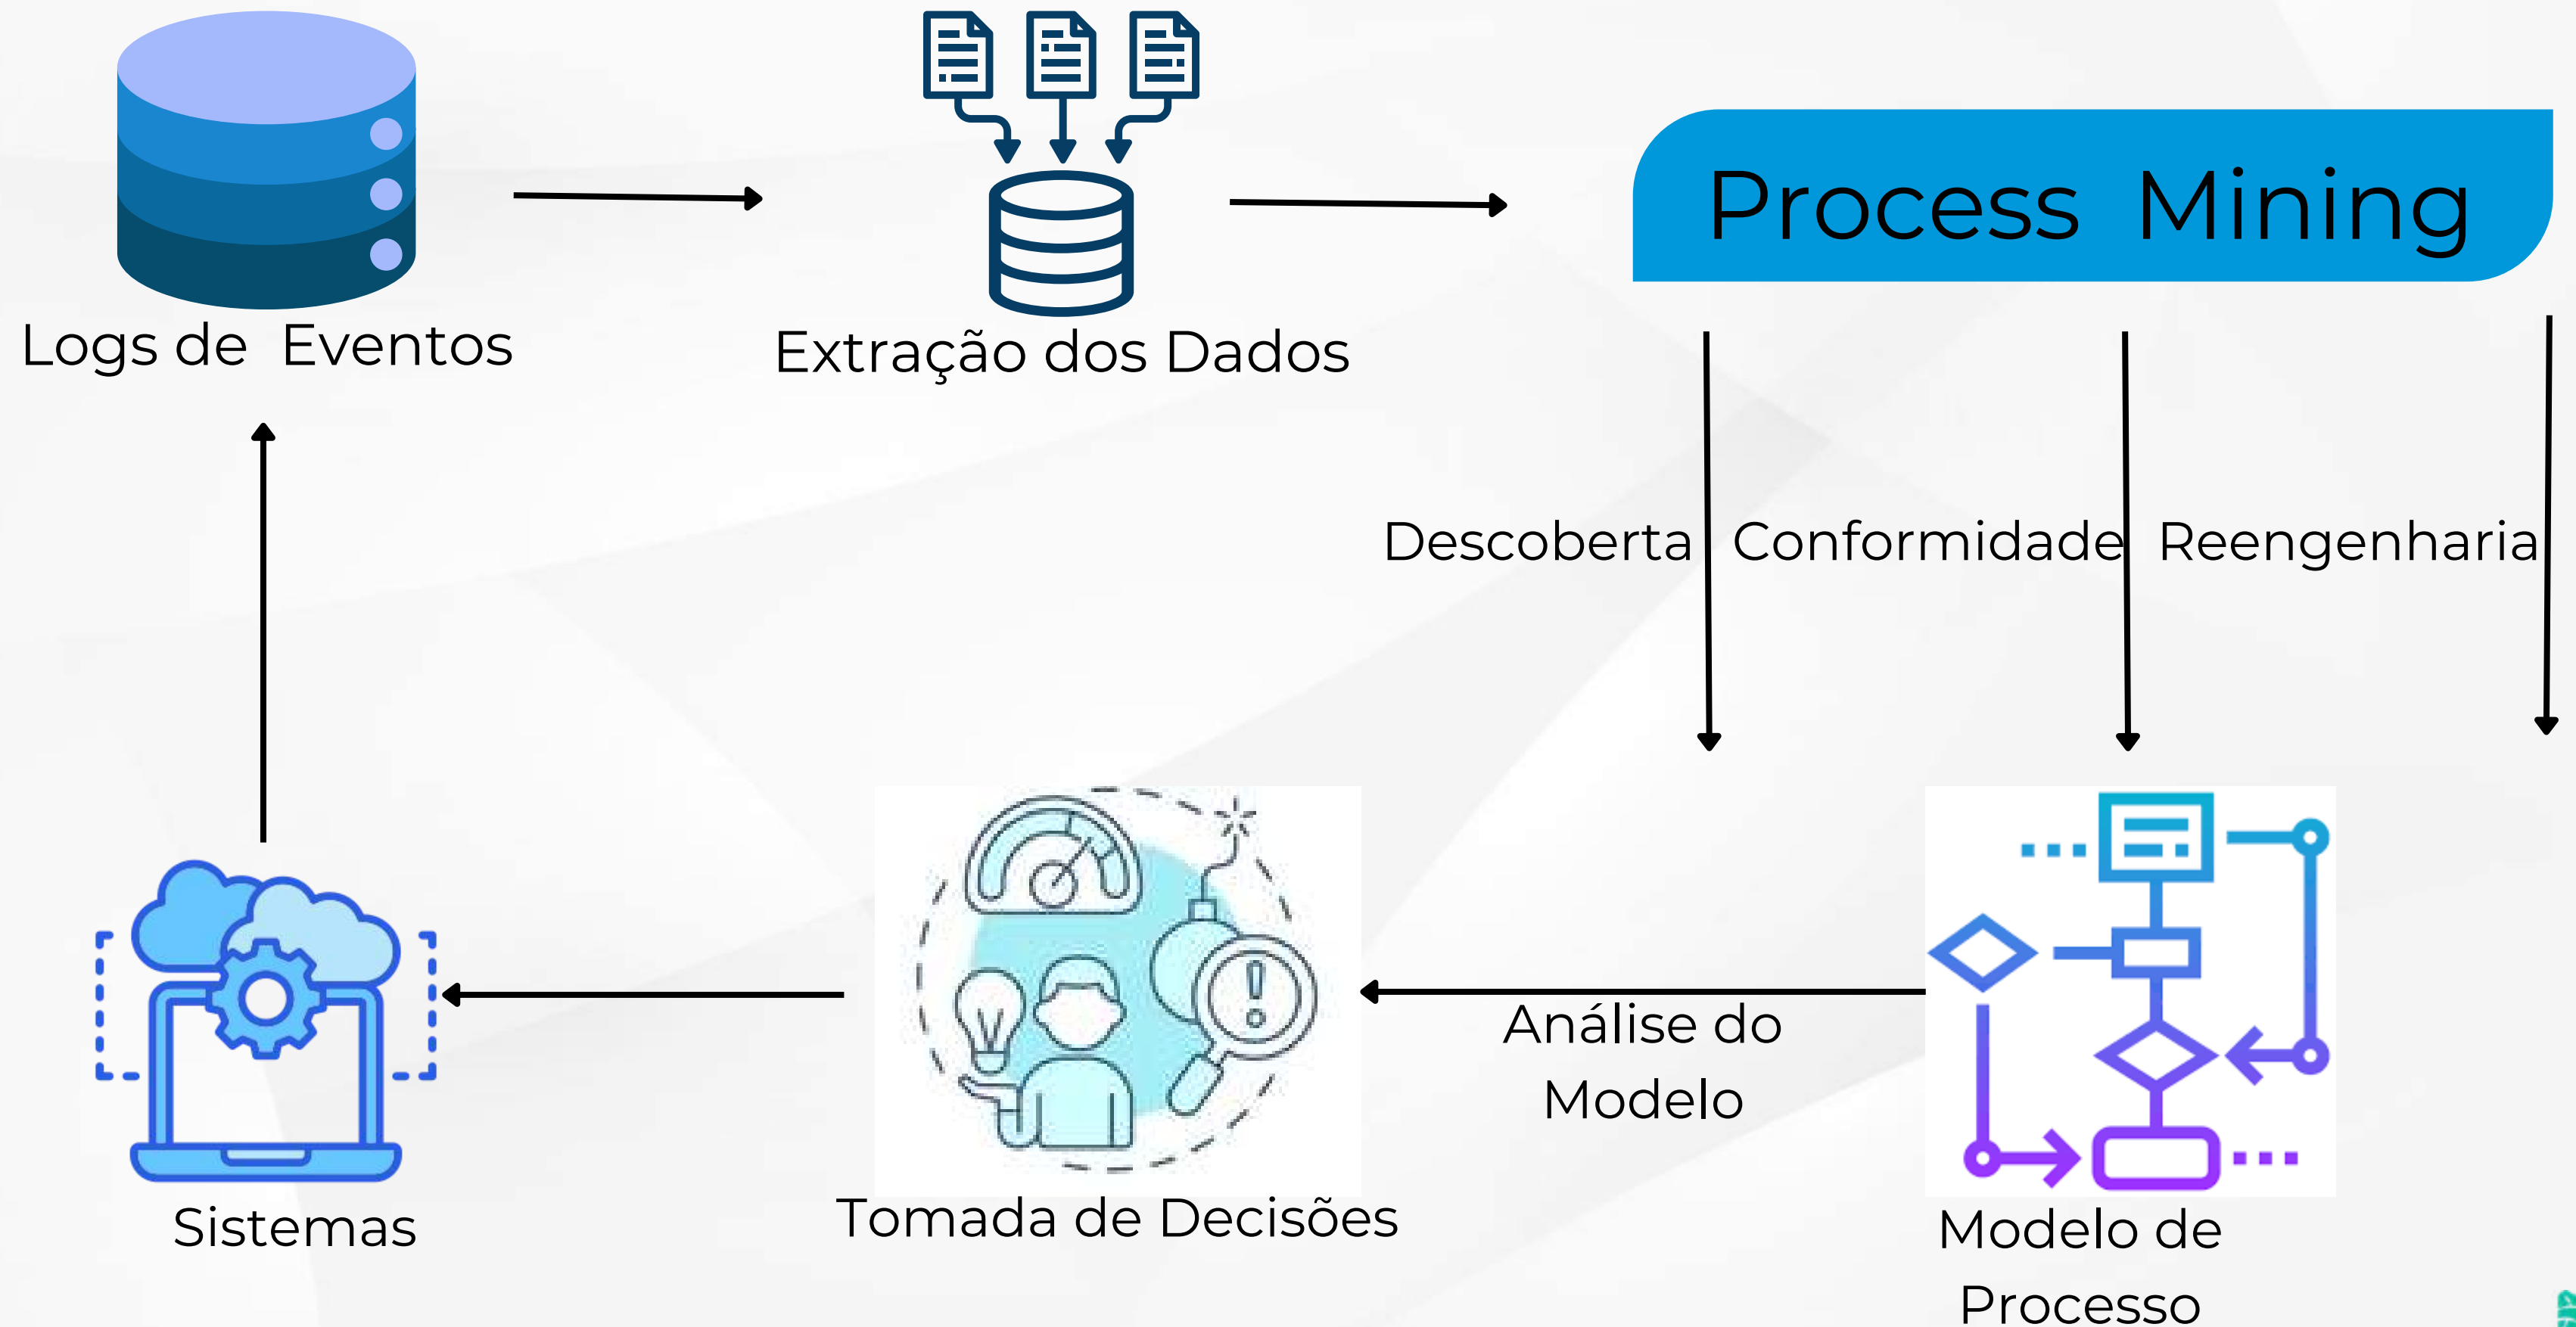 Process Mining
Logs de Eventos
Extração dos Dados
Descoberta
Conformidade
Reengenharia
Análise do
Modelo
Sistemas
Tomada de Decisões
Modelo de
Processo